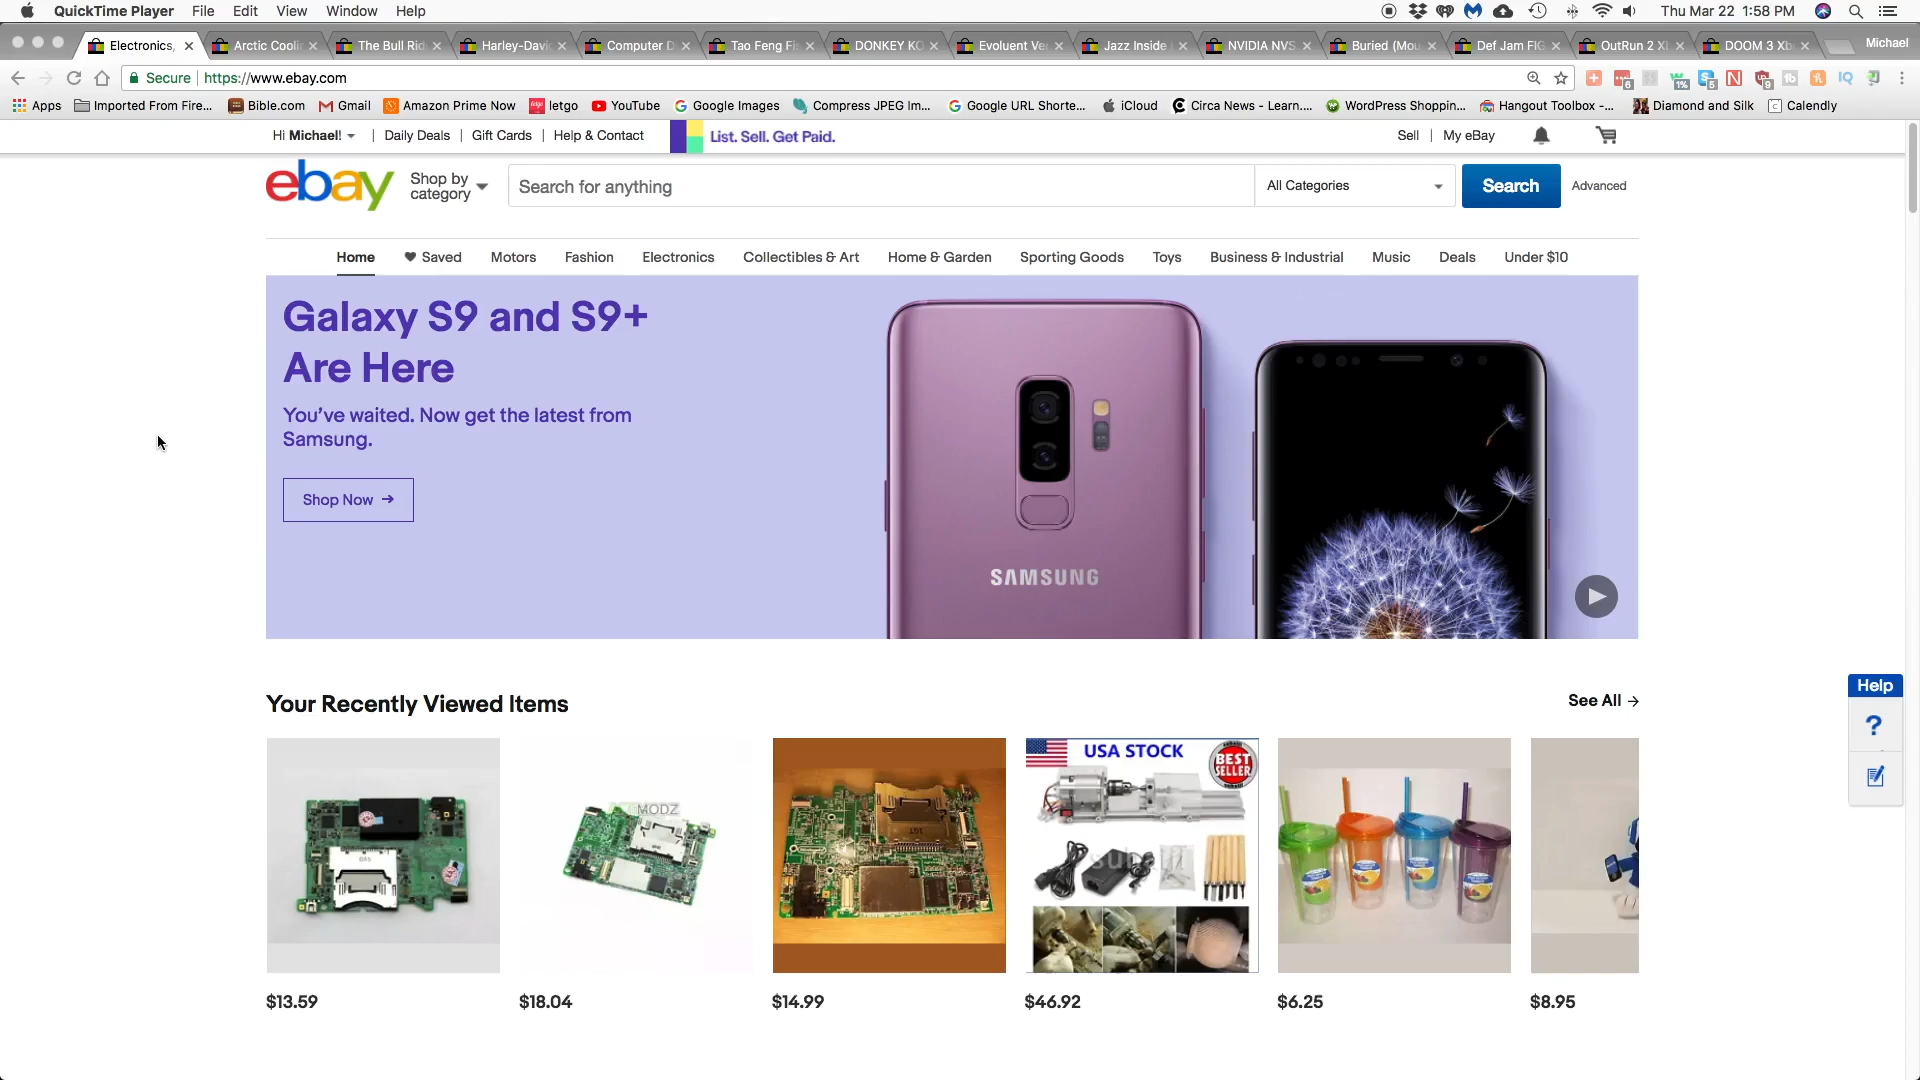 QuickTime Player File Edit View Window Help Thu Mar 22 1:58 PM
Electronics, Arctic Coolin The Bull Rid Harley-David Computer D Tao Feng Fi DONKEY KO Evoluent Ver Jazz Inside NVIDIA NVS Buried (Mou Def Jam FIG OutRun 2 XI DOOM 3 Xb Michael
Secure https://www.ebay.com
Apps Imported From Fire... Bible.com Gmail Amazon Prime Now letgo YouTube Google Images Compress JPEG Im... Google URL Shorte... iCloud Circa News - Learn.... WordPress Shoppin... Hangout Toolbox -... Diamond and Silk Calendly
Hi Michael! Daily Deals Gift Cards Help & Contact List. Sell. Get Paid. Sell My eBay
ebay Shop by category Search for anything All Categories Search Advanced
Home Saved Motors Fashion Electronics Collectibles & Art Home & Garden Sporting Goods Toys Business & Industrial Music Deals Under $10
Galaxy S9 and S9+
Are Here
You've waited. Now get the latest from
Samsung.
Shop Now →
SAMSUNG
Help
?
Your Recently Viewed Items See All →
MODZ
USA STOCK
BEST
SELLER
$13.59 $18.04 $14.99 $46.92 $6.25 $8.95